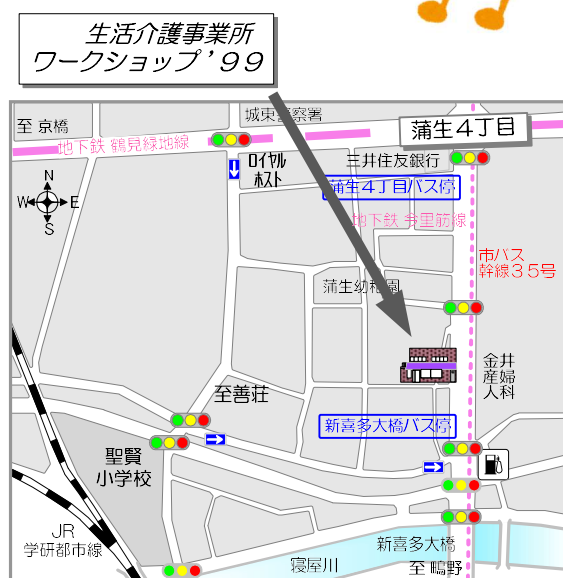 生活介護事業所
ワークショップ'99
至 京橋
城東警察署
地下鉄 鶴見緑地線
蒲生4丁目
ロイヤル
ホスト
三井住友銀行
蒲生4丁目バス停
N
W
E
S
地下鉄 今里筋線
市バス
幹線35号
蒲生幼稚園
金井
産婦
人科
至善荘
新喜多大橋バス停
聖賢
小学校
JR
学研都市線
新喜多大橋
寝屋川
至 鴫野